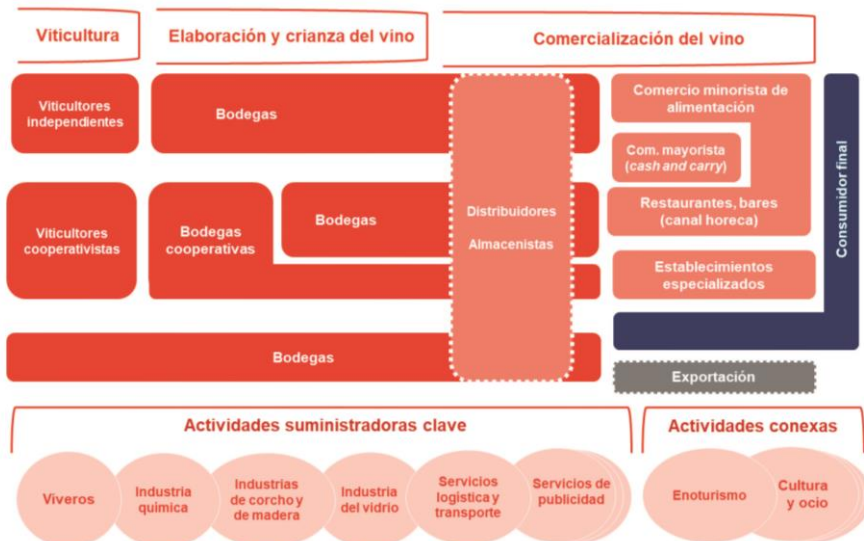 Viticultura
Elaboración y crianza del vino
Comercialización del vino
Viticultores
independientes
Bodegas
Comercio minorista de
alimentación
Com. mayorista
(cash and carry)
Viticultores
cooperativistas
Bodegas
cooperativas
Bodegas
Distribuidores
Almacenistas
Restaurantes, bares
(canal horeca)
Establecimientos
especializados
Consumidor final
Bodegas
Exportación
Actividades suministradoras clave
Actividades conexas
Viveros
Industria
química
Industrias
de corcho y
de madera
Industria
del vidrio
Servicios
logística y
transporte
Servicios de
publicidad
Enoturismo
Cultura
y ocio